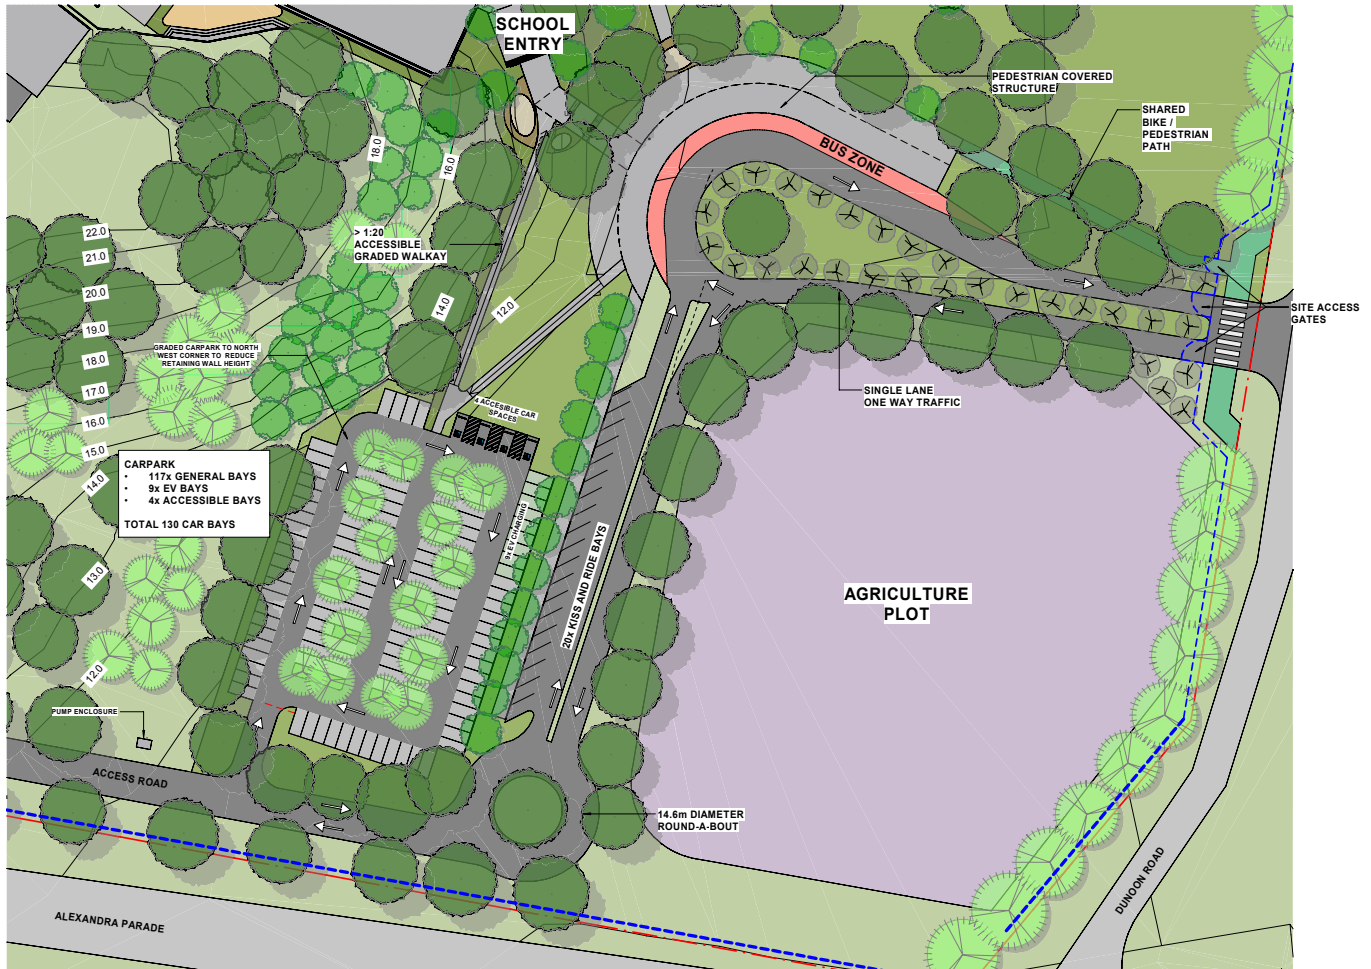 SCHOOL
ENTRY
PEDESTRIAN COVERED
STRUCTURE
SHARED
BIKE /
PEDESTRIAN
PATH
BUS ZONE
18.0
16.0
> 1:20
ACCESSIBLE
GRADED WALKAY
22.0
21.0
20.0
19.0
18.0
17.0
16.0
15.0
14.0
13.0
12.0
14.0
12.0
SITE ACCESS
GATES
GRADED CARPARK TO NORTH
WEST CORNER TO REDUCE
RETAINING WALL HEIGHT
SINGLE LANE
ONE WAY TRAFFIC
4 ACCESIBLE CAR
SPACES
CARPARK
• 117x GENERAL BAYS
• 9x EV BAYS
• 4x ACCESSIBLE BAYS
TOTAL 130 CAR BAYS
9x EV CHARGING
20x KISS AND RIDE BAYS
AGRICULTURE
PLOT
PUMP ENCLOSURE
ACCESS ROAD
14.6m DIAMETER
ROUND-A-BOUT
DUNOON ROAD
ALEXANDRA PARADE